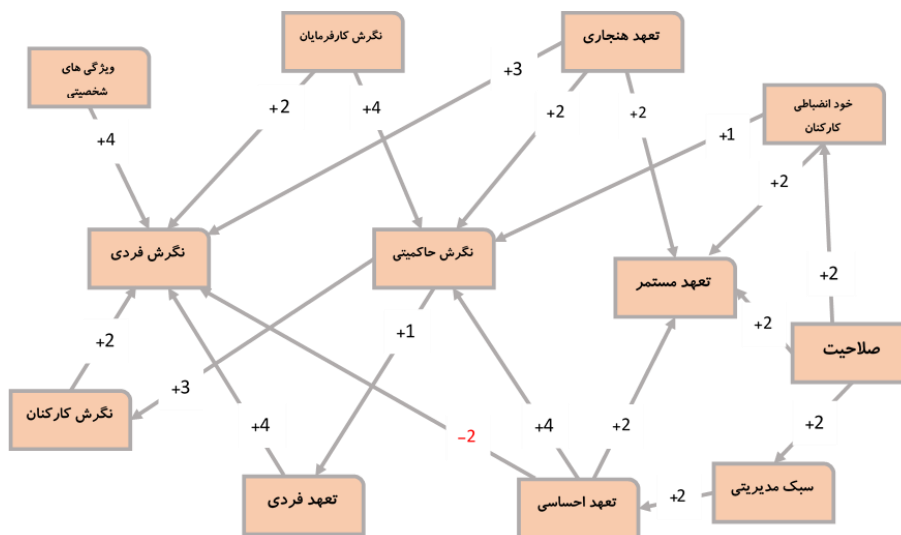 نگرش کارفرمایان
تعهد هنجاری
ویژگی های
شخصیتی
خود انضباطی
کارکنان
+3
+2
+4
+2
+2
+4
+1
+2
نگرش فردی
نگرش حاکمیتی
تعهد مستمر
+2
+2
+1
+2
صلاحیت
+3
نگرش کارکنان
+4
−2
+4
+2
+2
تعهد فردی
تعهد احساسی
+2
سبک مدیریتی